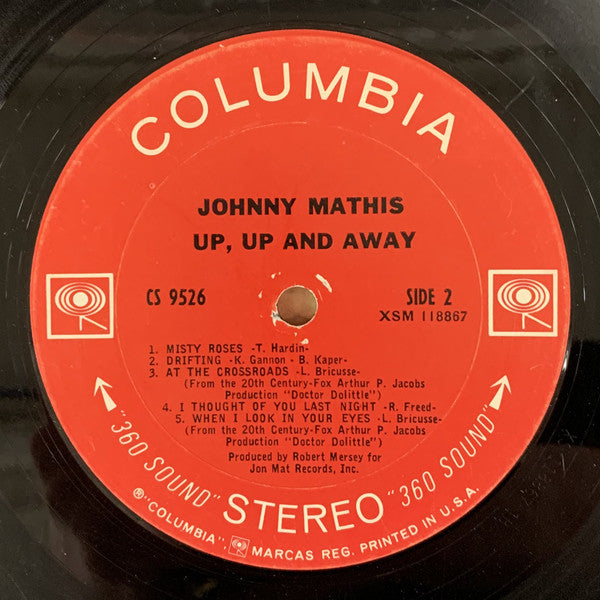 COLUMBIA
JOHNNY MATHIS
UP, UP AND AWAY
CS 9526
SIDE 2
XSM 118867
1. MISTY ROSES -T. Hardin-
2. DRIFTING -K. Gannon - B. Kaper-
3. AT THE CROSSROADS -L. Bricusse-
(From the 20th Century-Fox Arthur P. Jacobs
Production "Doctor Dolittle")
4. I THOUGHT OF YOU LAST NIGHT -R. Freed-
5. WHEN I LOOK IN YOUR EYES -L. Bricusse-
(From the 20th Century-Fox Arthur P. Jacobs
Production "Doctor Dolittle")
Produced by Robert Mersey for
Jon Mat Records, Inc.
"360 SOUND" STEREO "360 SOUND"
®"COLUMBIA", MARCAS REG. PRINTED IN U.S.A.